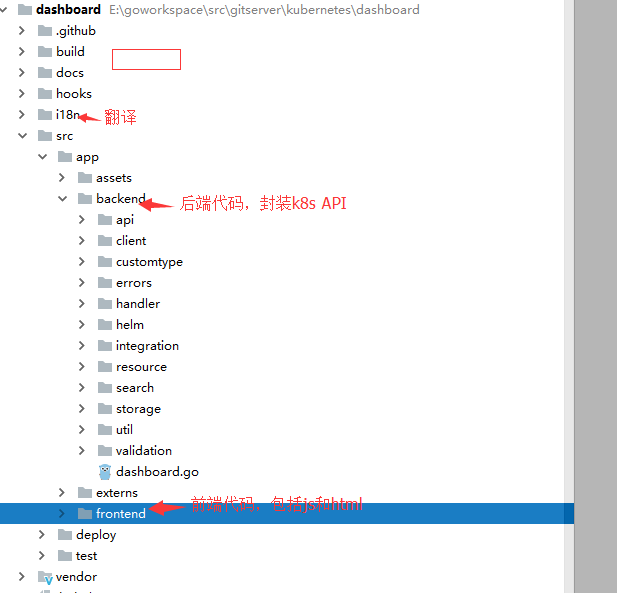 dashboard E:\goworkspace\src\gitserver\kubernetes\dashboard
.github
build
docs
hooks
i18n 翻译
src
app
assets
backend 后端代码，封装k8s API
api
client
customtype
errors
handler
helm
integration
resource
search
storage
util
validation
dashboard.go
externs
frontend 前端代码，包括js和html
deploy
test
vendor